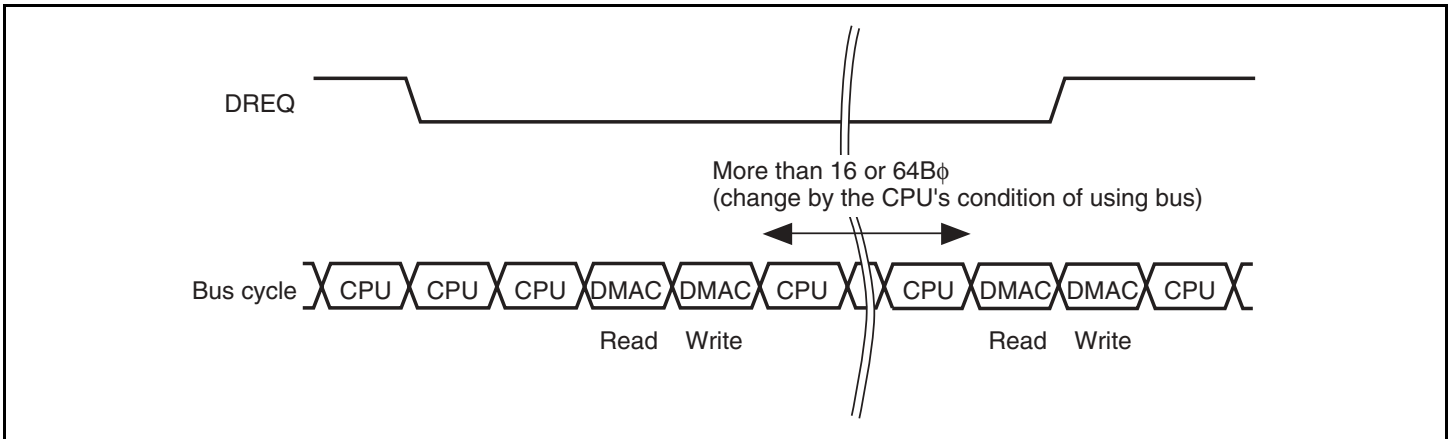 DREQ
More than 16 or 64Bϕ
(change by the CPU's condition of using bus)
Bus cycle CPU CPU CPU DMAC DMAC CPU CPU DMAC DMAC CPU
Read Write Read Write